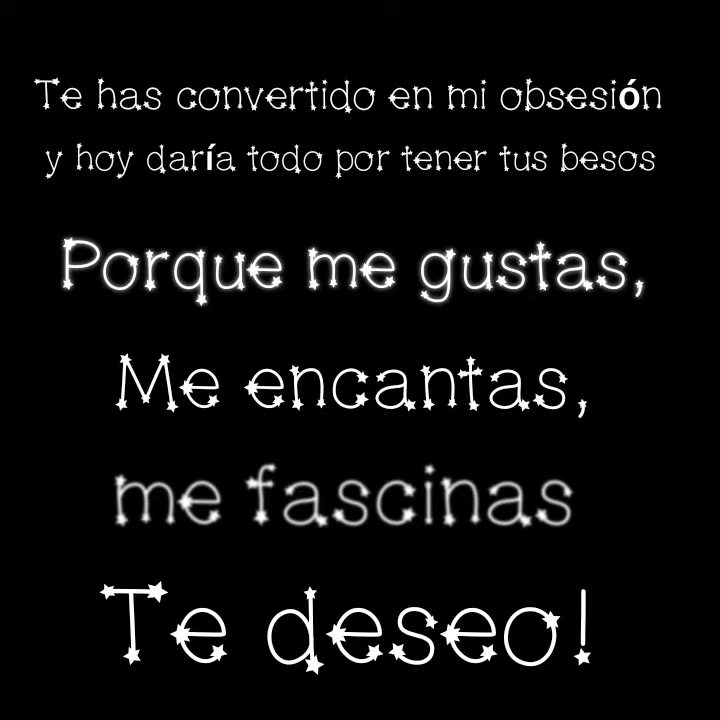 Te has convertido en mi obsesión
y hoy daría todo por tener tus besos
Porque me gustas,
Me encantas,
me fascinas
Te deseo!